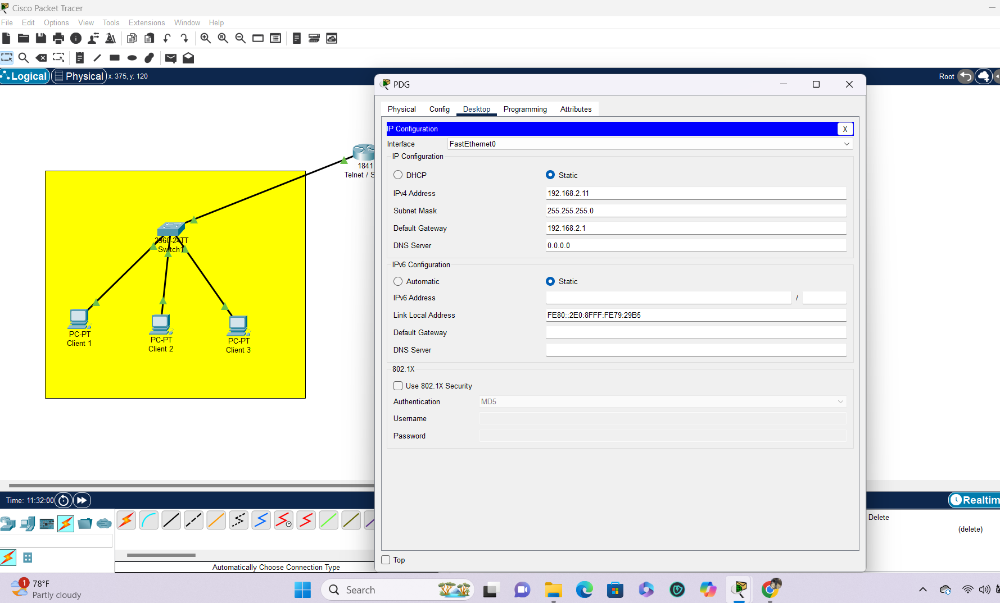 Cisco Packet Tracer
File Edit Options View Tools Extensions Window Help
Logical Physical x: 375, y: 120
Root
PDG
Physical Config Desktop Programming Attributes
IP Configuration X
Interface FastEthernet0
IP Configuration
DHCP Static
IPv4 Address 192.168.2.11
Subnet Mask 255.255.255.0
Default Gateway 192.168.2.1
DNS Server 0.0.0.0
IPv6 Configuration
Automatic Static
IPv6 Address /
Link Local Address FE80::2E0:8FFF:FE79:29B5
Default Gateway
DNS Server
802.1X
Use 802.1X Security
Authentication MD5
Username
Password
Top
1841
Telnet / S
2960-24TT
Switch1
PC-PT
Client 1
PC-PT
Client 2
PC-PT
Client 3
Time: 11:32:00
Realtim
Automatically Choose Connection Type
Delete
(delete)
1
78°F
Partly cloudy
Search